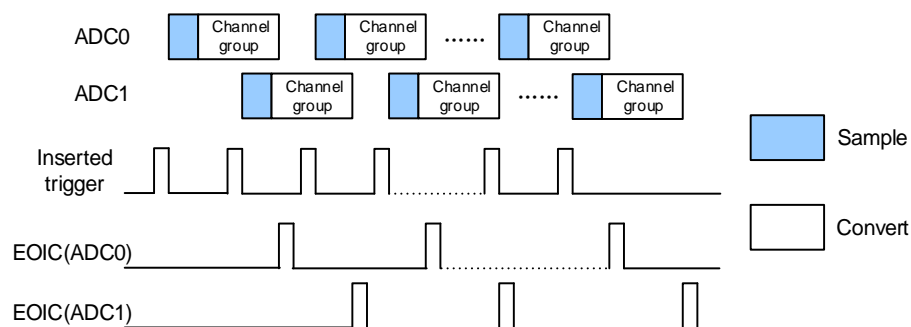 ADC0
Channel
group
Channel
group
......
Channel
group
ADC1
Channel
group
Channel
group
......
Channel
group
Inserted
trigger
EOIC(ADC0)
EOIC(ADC1)
Sample
Convert